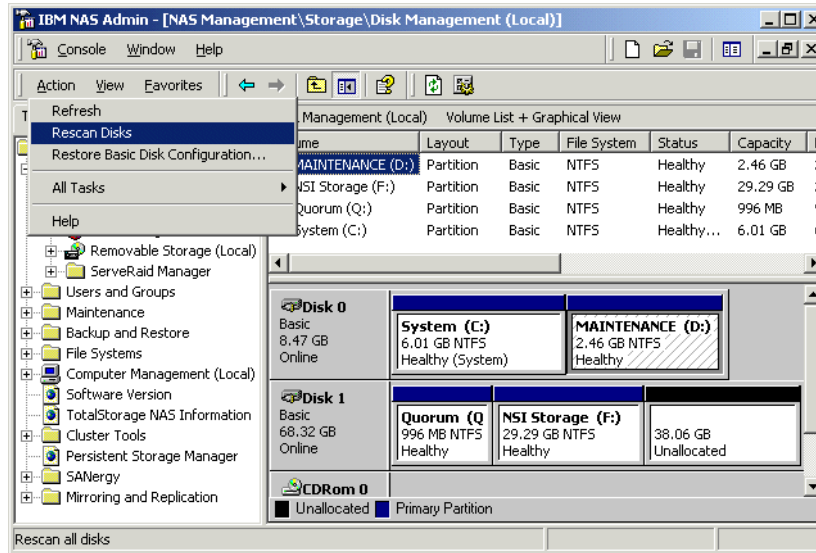 IBM NAS Admin - [NAS Management\Storage\Disk Management (Local)]
Console Window Help
Action View Favorites
Refresh
Rescan Disks
Restore Basic Disk Configuration...
All Tasks
Help
Removable Storage (Local)
ServeRaid Manager
Users and Groups
Maintenance
Backup and Restore
File Systems
Computer Management (Local)
Software Version
TotalStorage NAS Information
Cluster Tools
Persistent Storage Manager
SANergy
Mirroring and Replication
Management (Local) Volume List + Graphical View
Layout Type File System Status Capacity
MAINTENANCE (D:) Partition Basic NTFS Healthy 2.46 GB
NSI Storage (F:) Partition Basic NTFS Healthy 29.29 GB
Quorum (Q:) Partition Basic NTFS Healthy 996 MB
System (C:) Partition Basic NTFS Healthy... 6.01 GB
Disk 0
Basic
8.47 GB
Online
System (C:)
6.01 GB NTFS
Healthy (System)
MAINTENANCE (D:)
2.46 GB NTFS
Healthy
Disk 1
Basic
68.32 GB
Online
Quorum (Q
996 MB NTFS
Healthy
NSI Storage (F:)
29.29 GB NTFS
Healthy
38.06 GB
Unallocated
CDRom 0
Unallocated Primary Partition
Rescan all disks